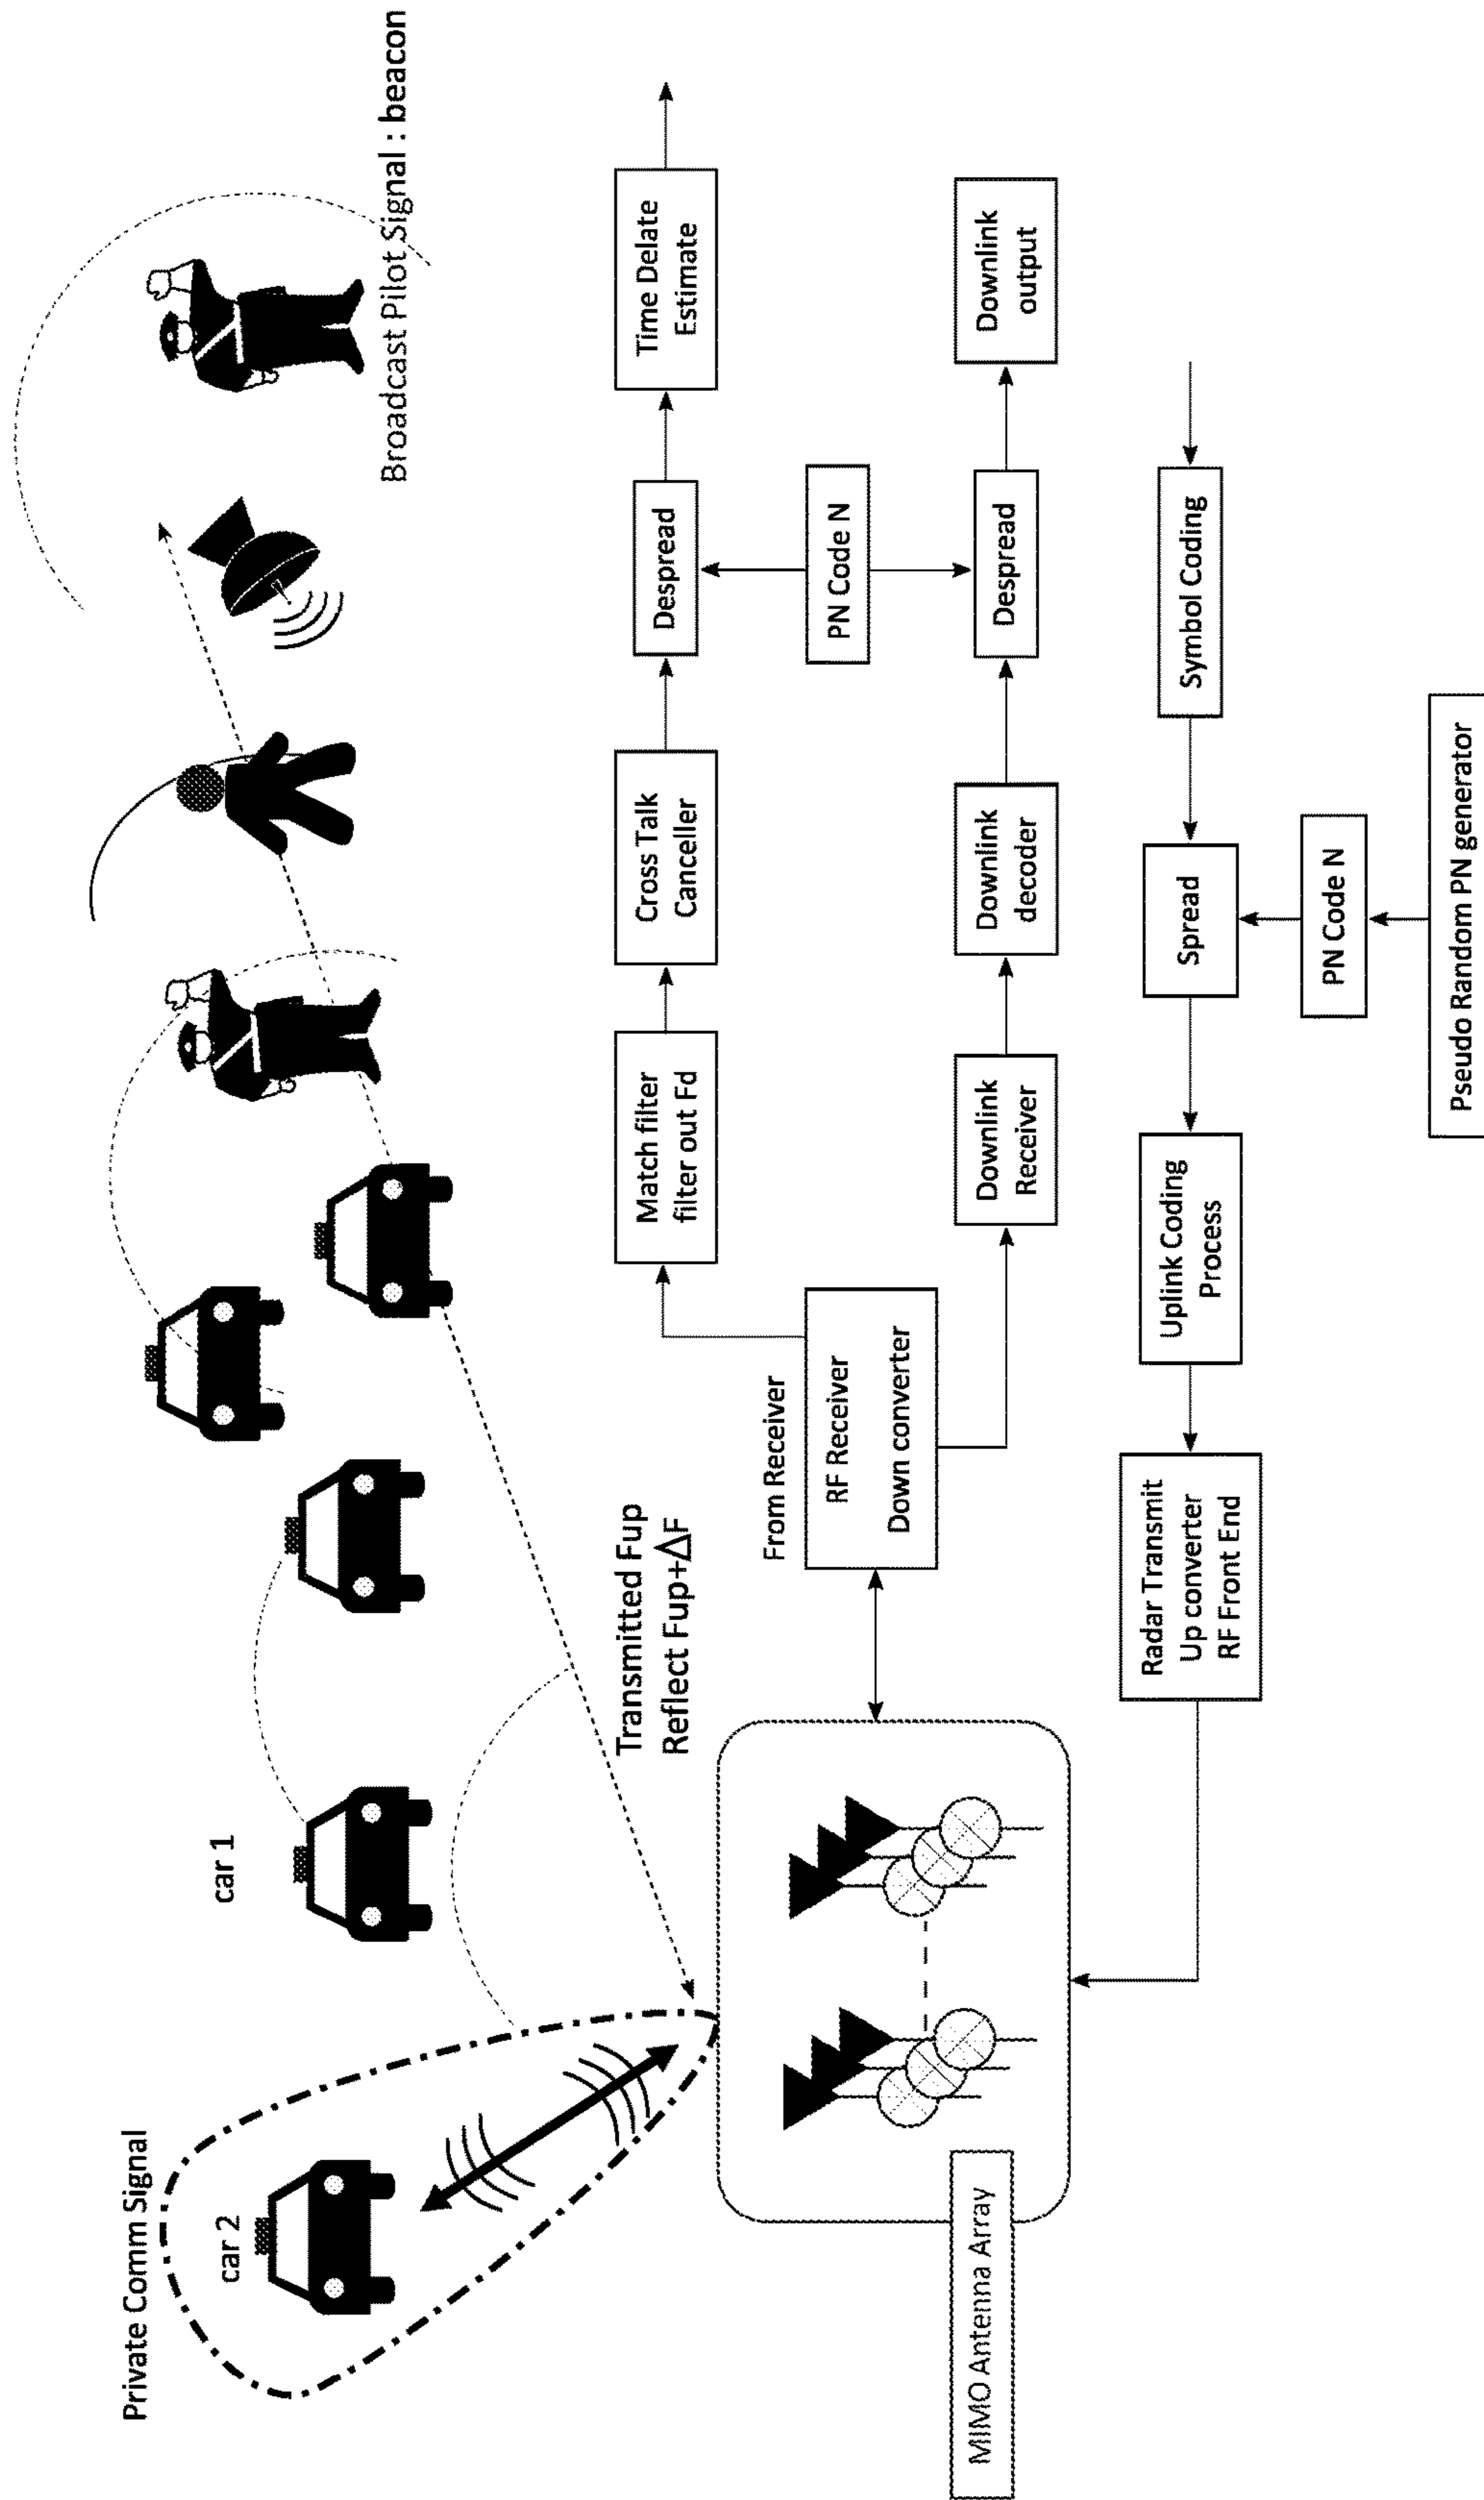 Private Comm Signal
car 2
car 1
Broadcast Pilot Signal : beacon
Transmitted Fup
Reflect Fup+ΔF
From Receiver
RF Receiver
Down converter
Match filter
filter out Fd
Cross Talk
Canceller
Despread
Time Delate
Estimate
PN Code N
Downlink
Receiver
Downlink
decoder
Despread
Downlink
output
MIMO Antenna Array
Radar Transmit
Up converter
RF Front End
Uplink Coding
Process
Spread
Symbol Coding
PN Code N
Pseudo Random PN generator